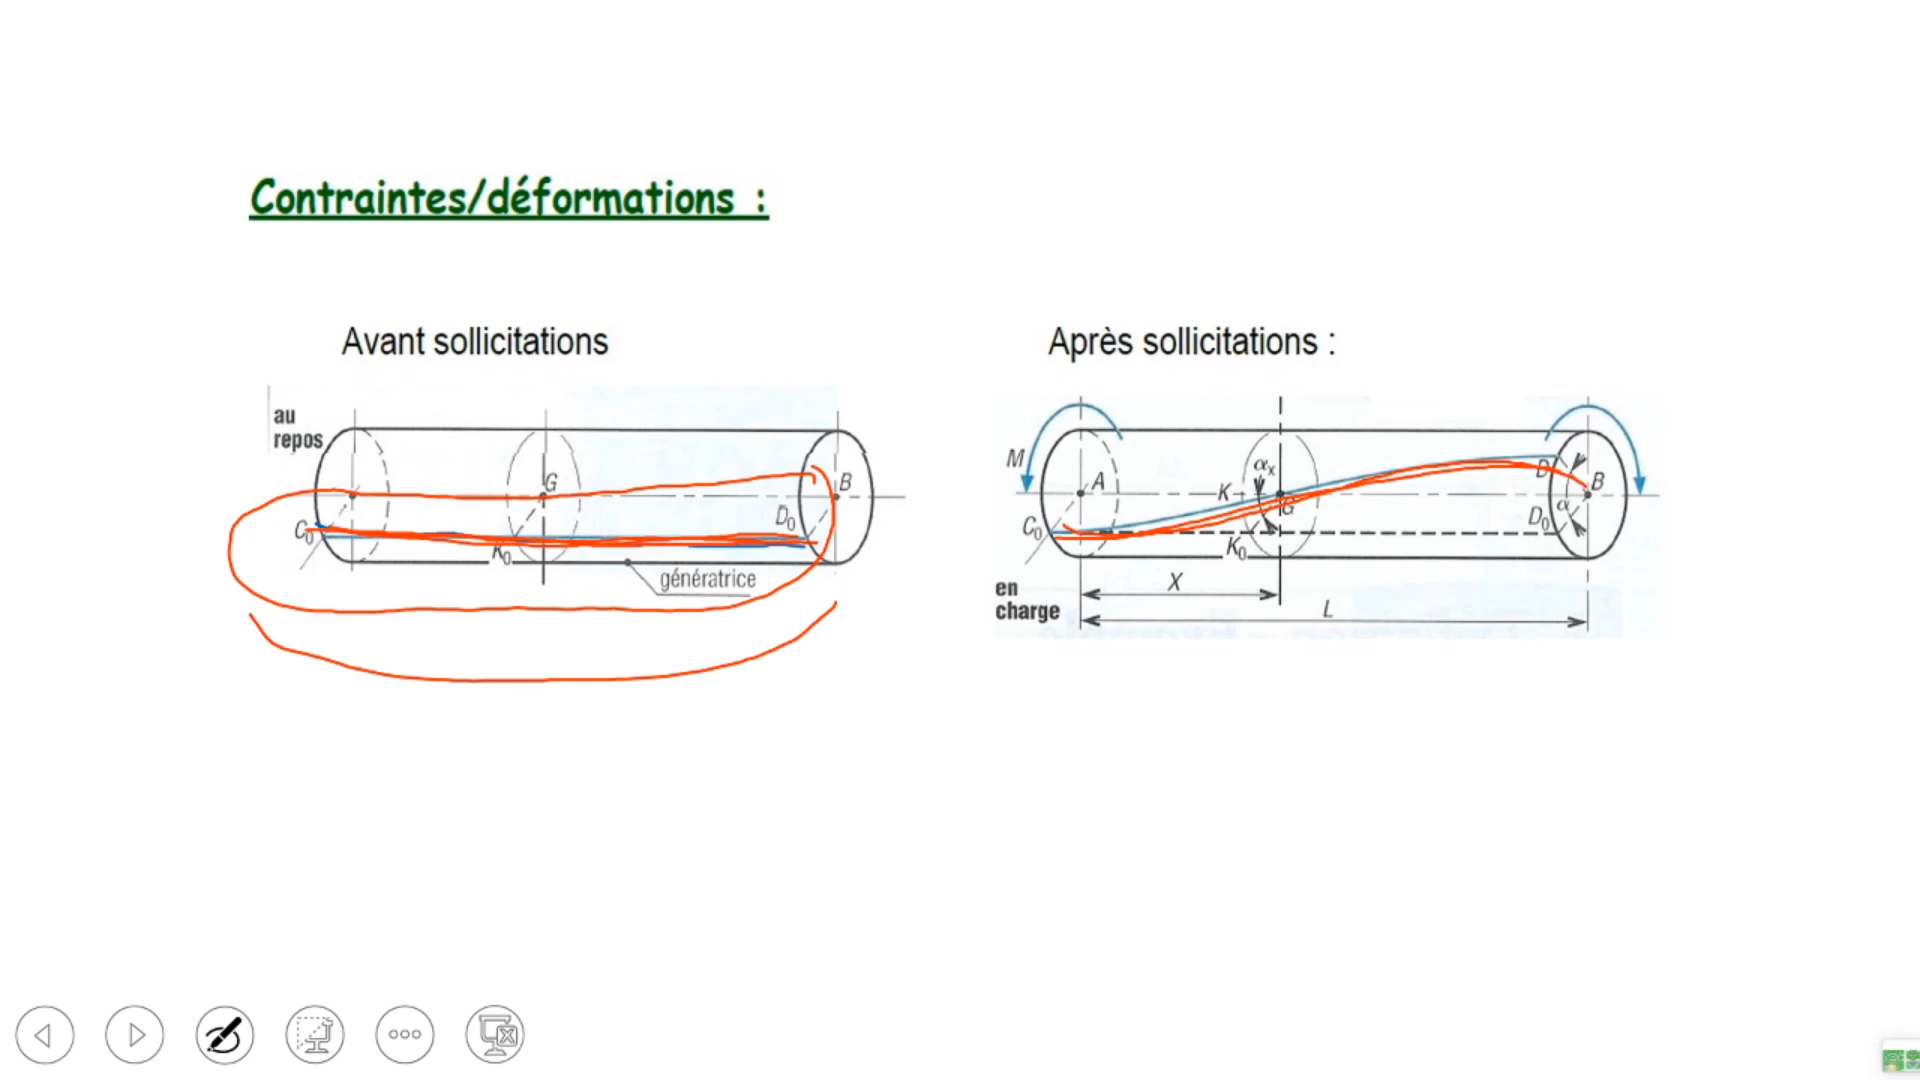 Contraintes/déformations :
Avant sollicitations
Après sollicitations :
au
repos
G
B
C0
K0
D0
génératrice
M
A
αx
K
G
D
B
α
C0
K0
D0
X
L
en
charge